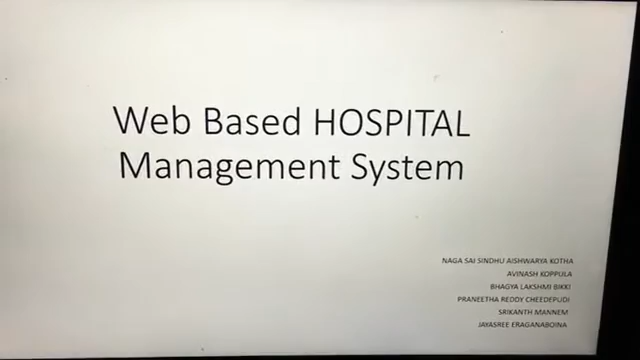 Web Based HOSPITAL
Management System
NAGA SAI SINDHU AISHWARYA KOTHA
AVINASH KOPPULA
BHAGYA LAKSHMI BIKKI
PRANEETHA REDDY CHEEDEPUDI
SRIKANTH MANNEM
JAYASREE ERAGANABOINA